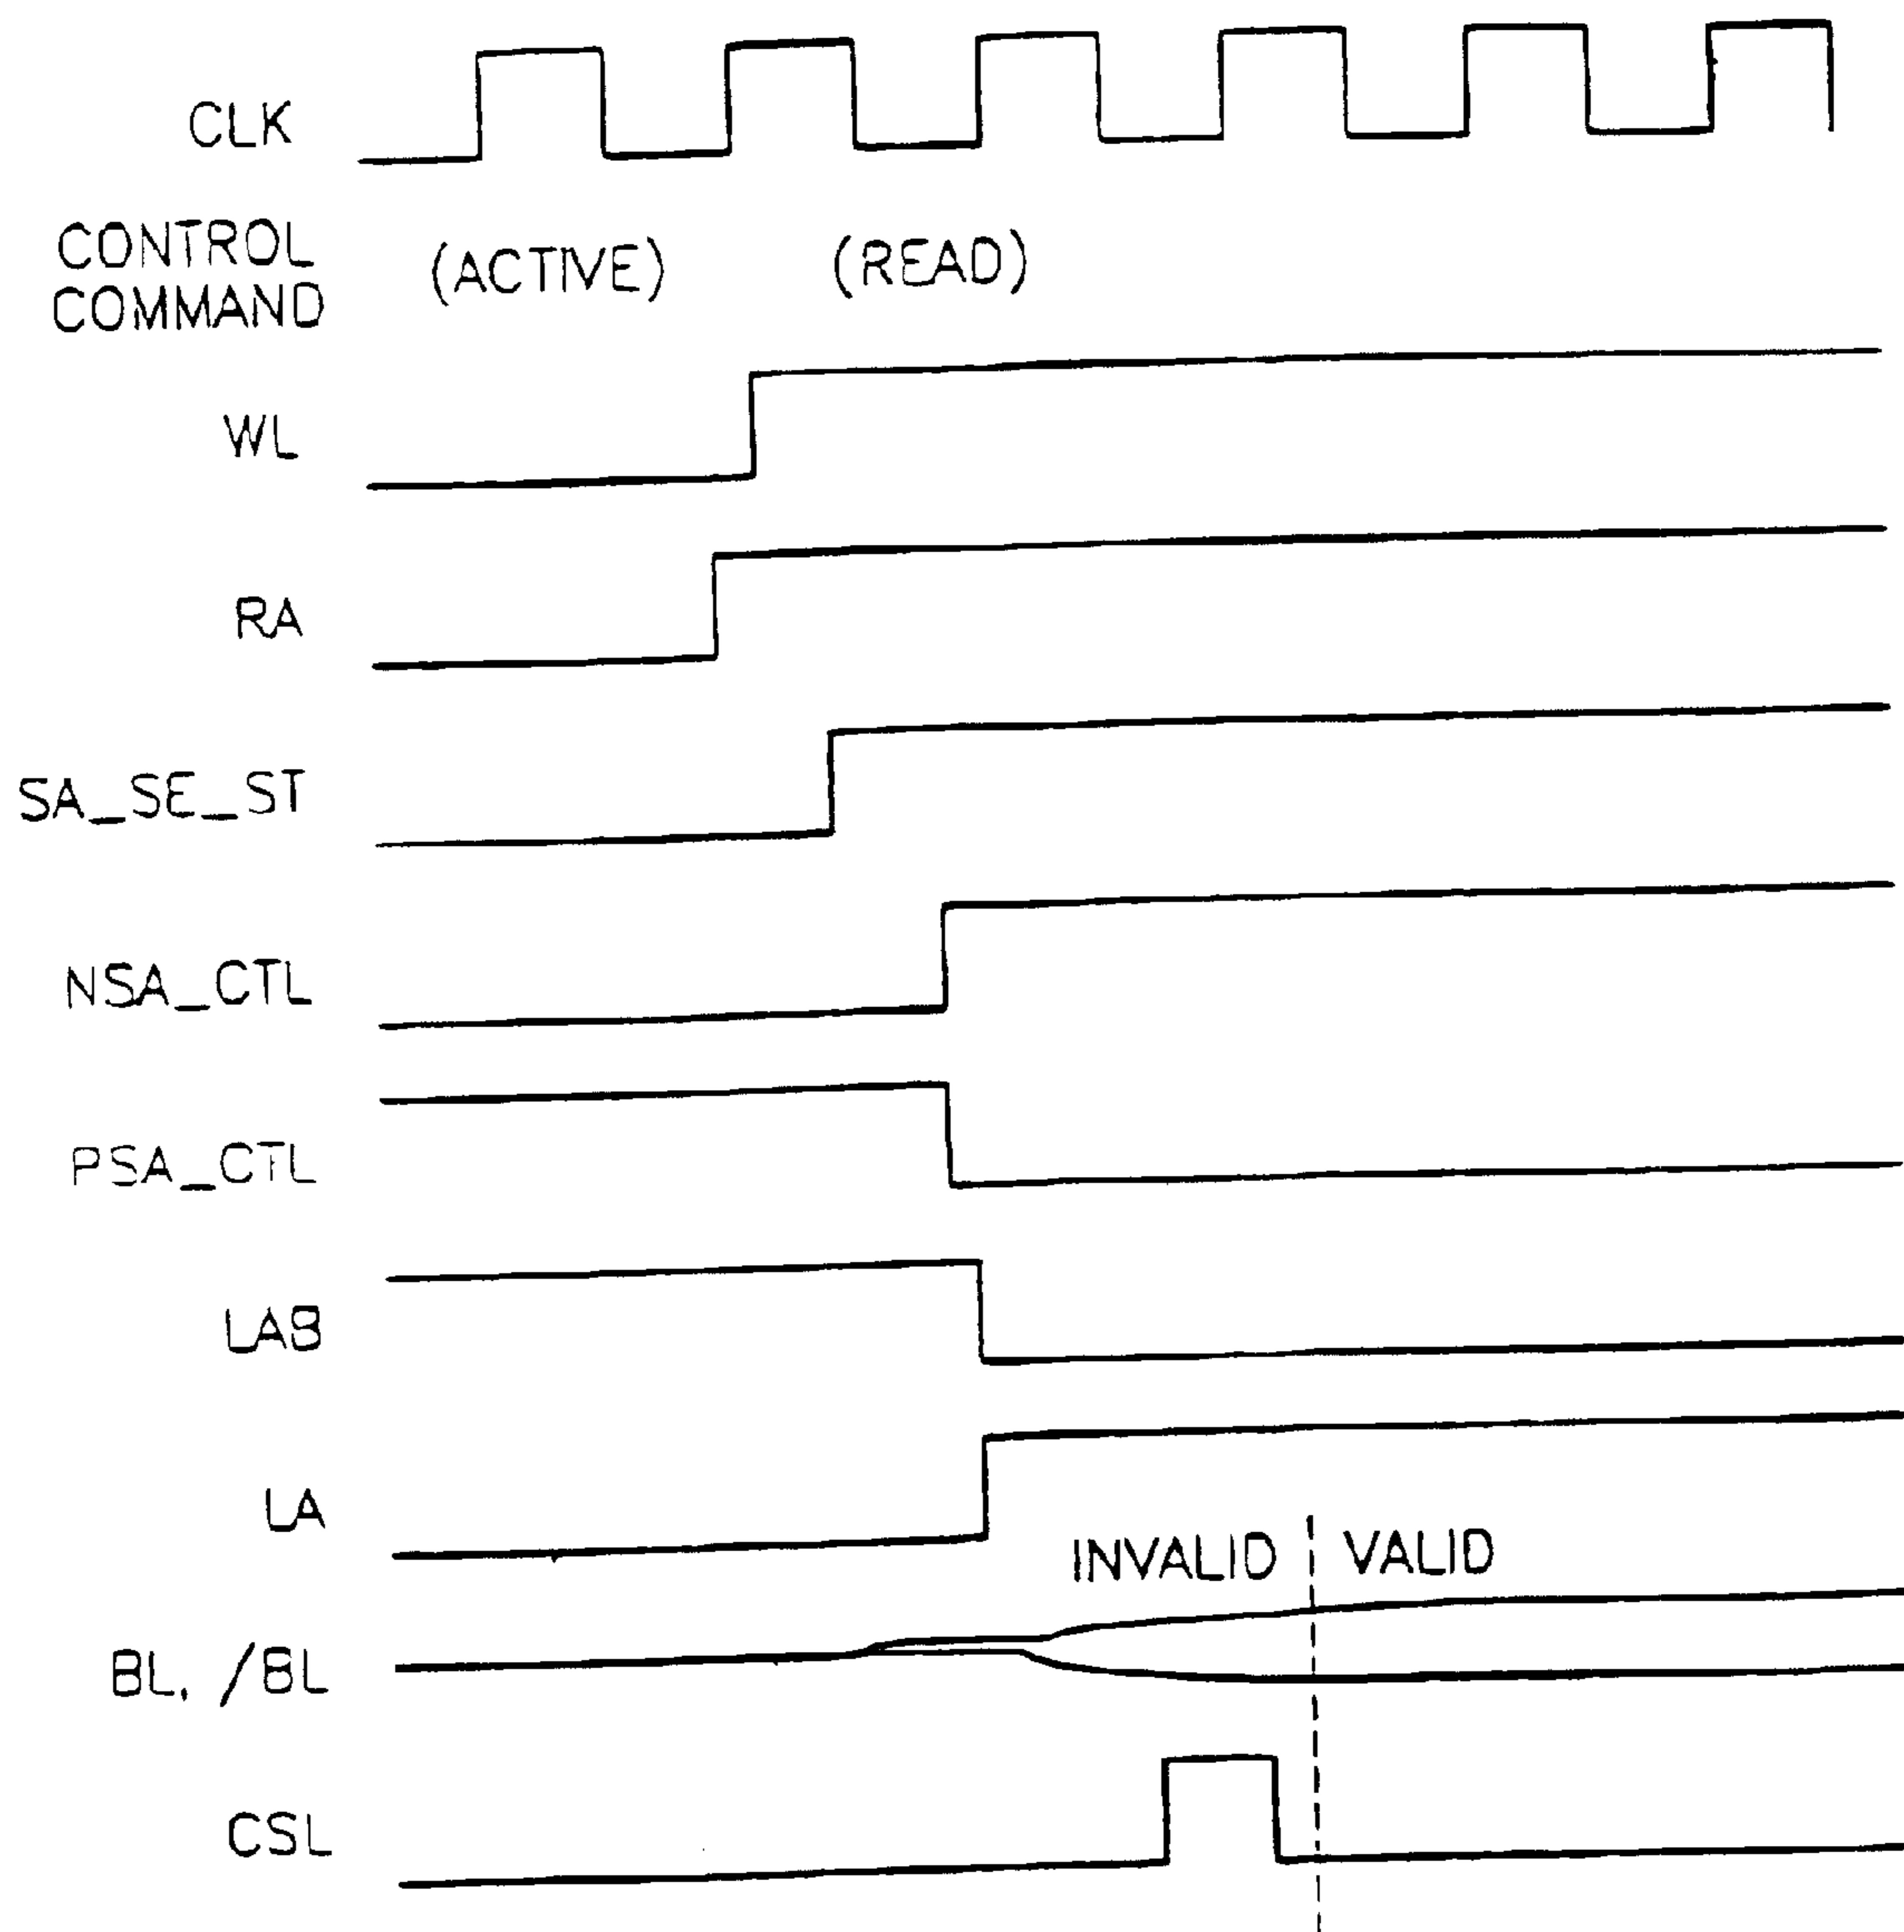 CLK
CONTROL
COMMAND
(ACTIVE)
(READ)
WL
RA
SA_SE_ST
NSA_CTL
PSA_CTL
LAB
LA
INVALID
VALID
BL, /BL
CSL